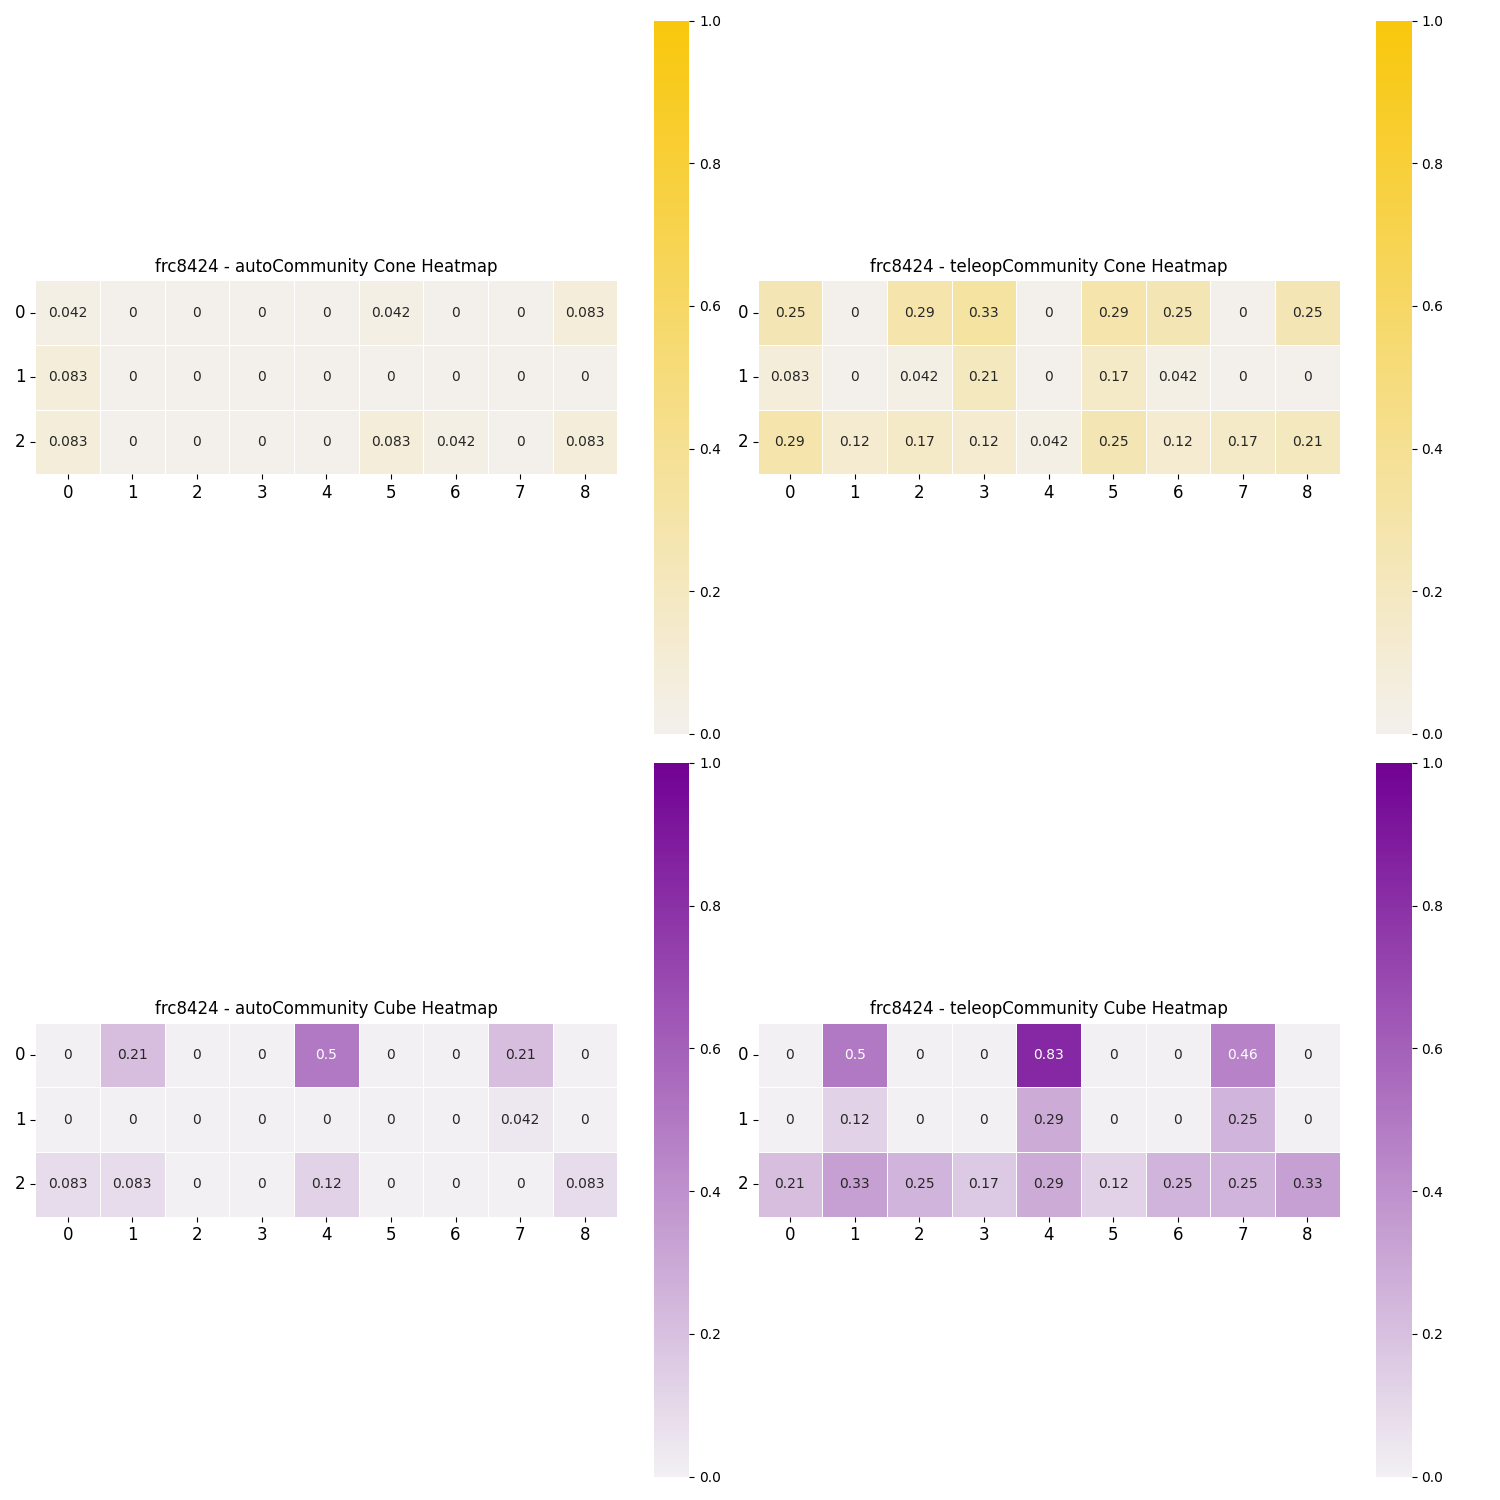 frc8424 - autoCommunity Cone Heatmap
0 0.042 0 0 0 0 0.042 0 0 0.083
1 0.083 0 0 0 0 0 0 0 0
2 0.083 0 0 0 0 0.083 0.042 0 0.083
0 1 2 3 4 5 6 7 8
1.0
0.8
0.6
0.4
0.2
0.0
frc8424 - teleopCommunity Cone Heatmap
0.25 0 0.29 0.33 0 0.29 0.25 0 0.25
0.083 0 0.042 0.21 0 0.17 0.042 0 0
0.29 0.12 0.17 0.12 0.042 0.25 0.12 0.17 0.21
0 1 2 3 4 5 6 7 8
1.0
0.8
0.6
0.4
0.2
0.0
frc8424 - autoCommunity Cube Heatmap
0 0 0.21 0 0 0.5 0 0 0.21 0
1 0 0 0 0 0 0 0 0.042 0
2 0.083 0.083 0 0 0.12 0 0 0 0.083
0 1 2 3 4 5 6 7 8
1.0
0.8
0.6
0.4
0.2
0.0
frc8424 - teleopCommunity Cube Heatmap
0 0.5 0 0 0.83 0 0 0.46 0
0 0.12 0 0 0.29 0 0 0.25 0
0.21 0.33 0.25 0.17 0.29 0.12 0.25 0.25 0.33
0 1 2 3 4 5 6 7 8
1.0
0.8
0.6
0.4
0.2
0.0